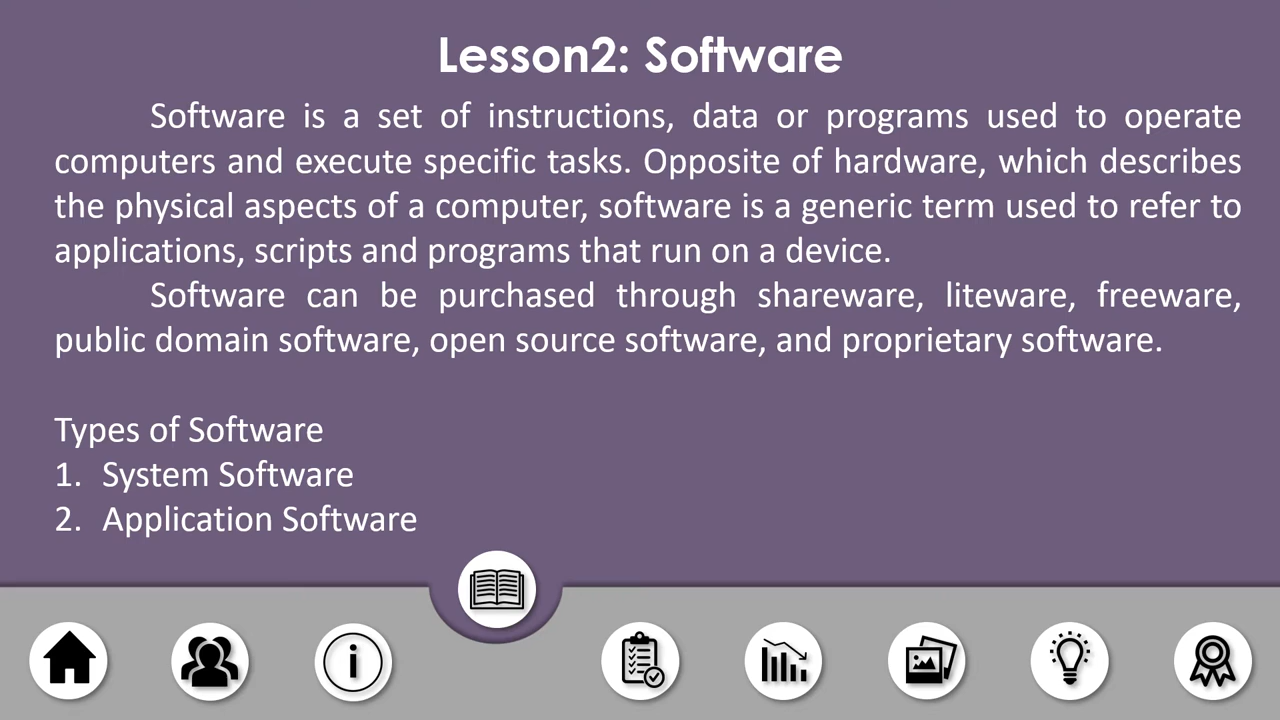 Lesson2: Software
Software is a set of instructions, data or programs used to operate
computers and execute specific tasks. Opposite of hardware, which describes
the physical aspects of a computer, software is a generic term used to refer to
applications, scripts and programs that run on a device.
Software can be purchased through shareware, liteware, freeware,
public domain software, open source software, and proprietary software.
Types of Software
1. System Software
2. Application Software